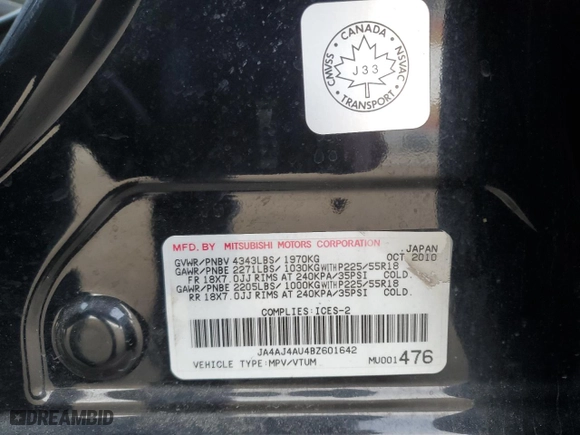 CANADA
CMVSS
NSVAC
J33
TRANSPORT
MFD. BY MITSUBISHI MOTORS CORPORATION JAPAN
GVWR/PNBV 4343LBS/1970KG OCT 2010
GAWR/PNBE 2271LBS/1030KG WITH P225/55R18
FR 18X7.0JJ RIMS AT 240KPA/35PSI COLD.
GAWR/PNBE 2205LBS/1000KG WITH P225/55R18
RR 18X7.0JJ RIMS AT 240KPA/35PSI COLD.
COMPLIES:ICES-2
JA4AJ4AU4BZ601642
VEHICLE TYPE:MPV/VTUM MU001476
DREAMBID